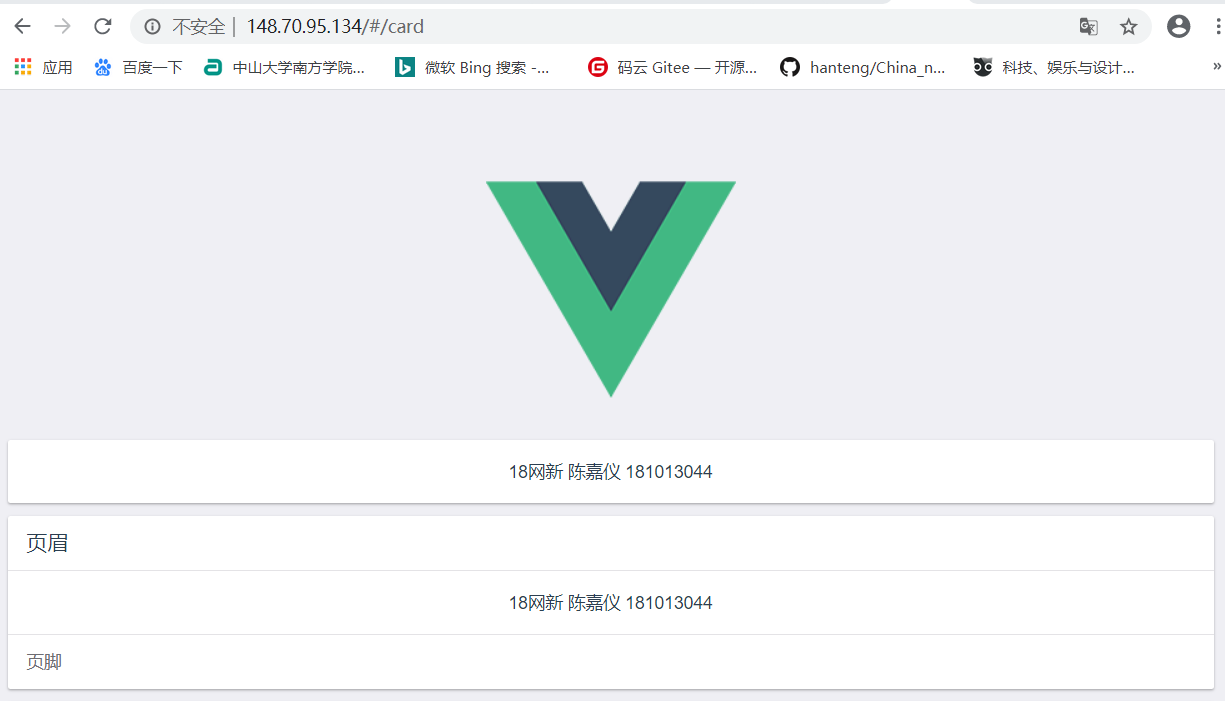 不安全 | 148.70.95.134/#/card
应用 百度一下 中山大学南方学院... 微软 Bing 搜索 -... 码云 Gitee — 开源... hanteng/China_n... 科技、娱乐与设计... »
18网新 陈嘉仪 181013044
页眉
18网新 陈嘉仪 181013044
页脚